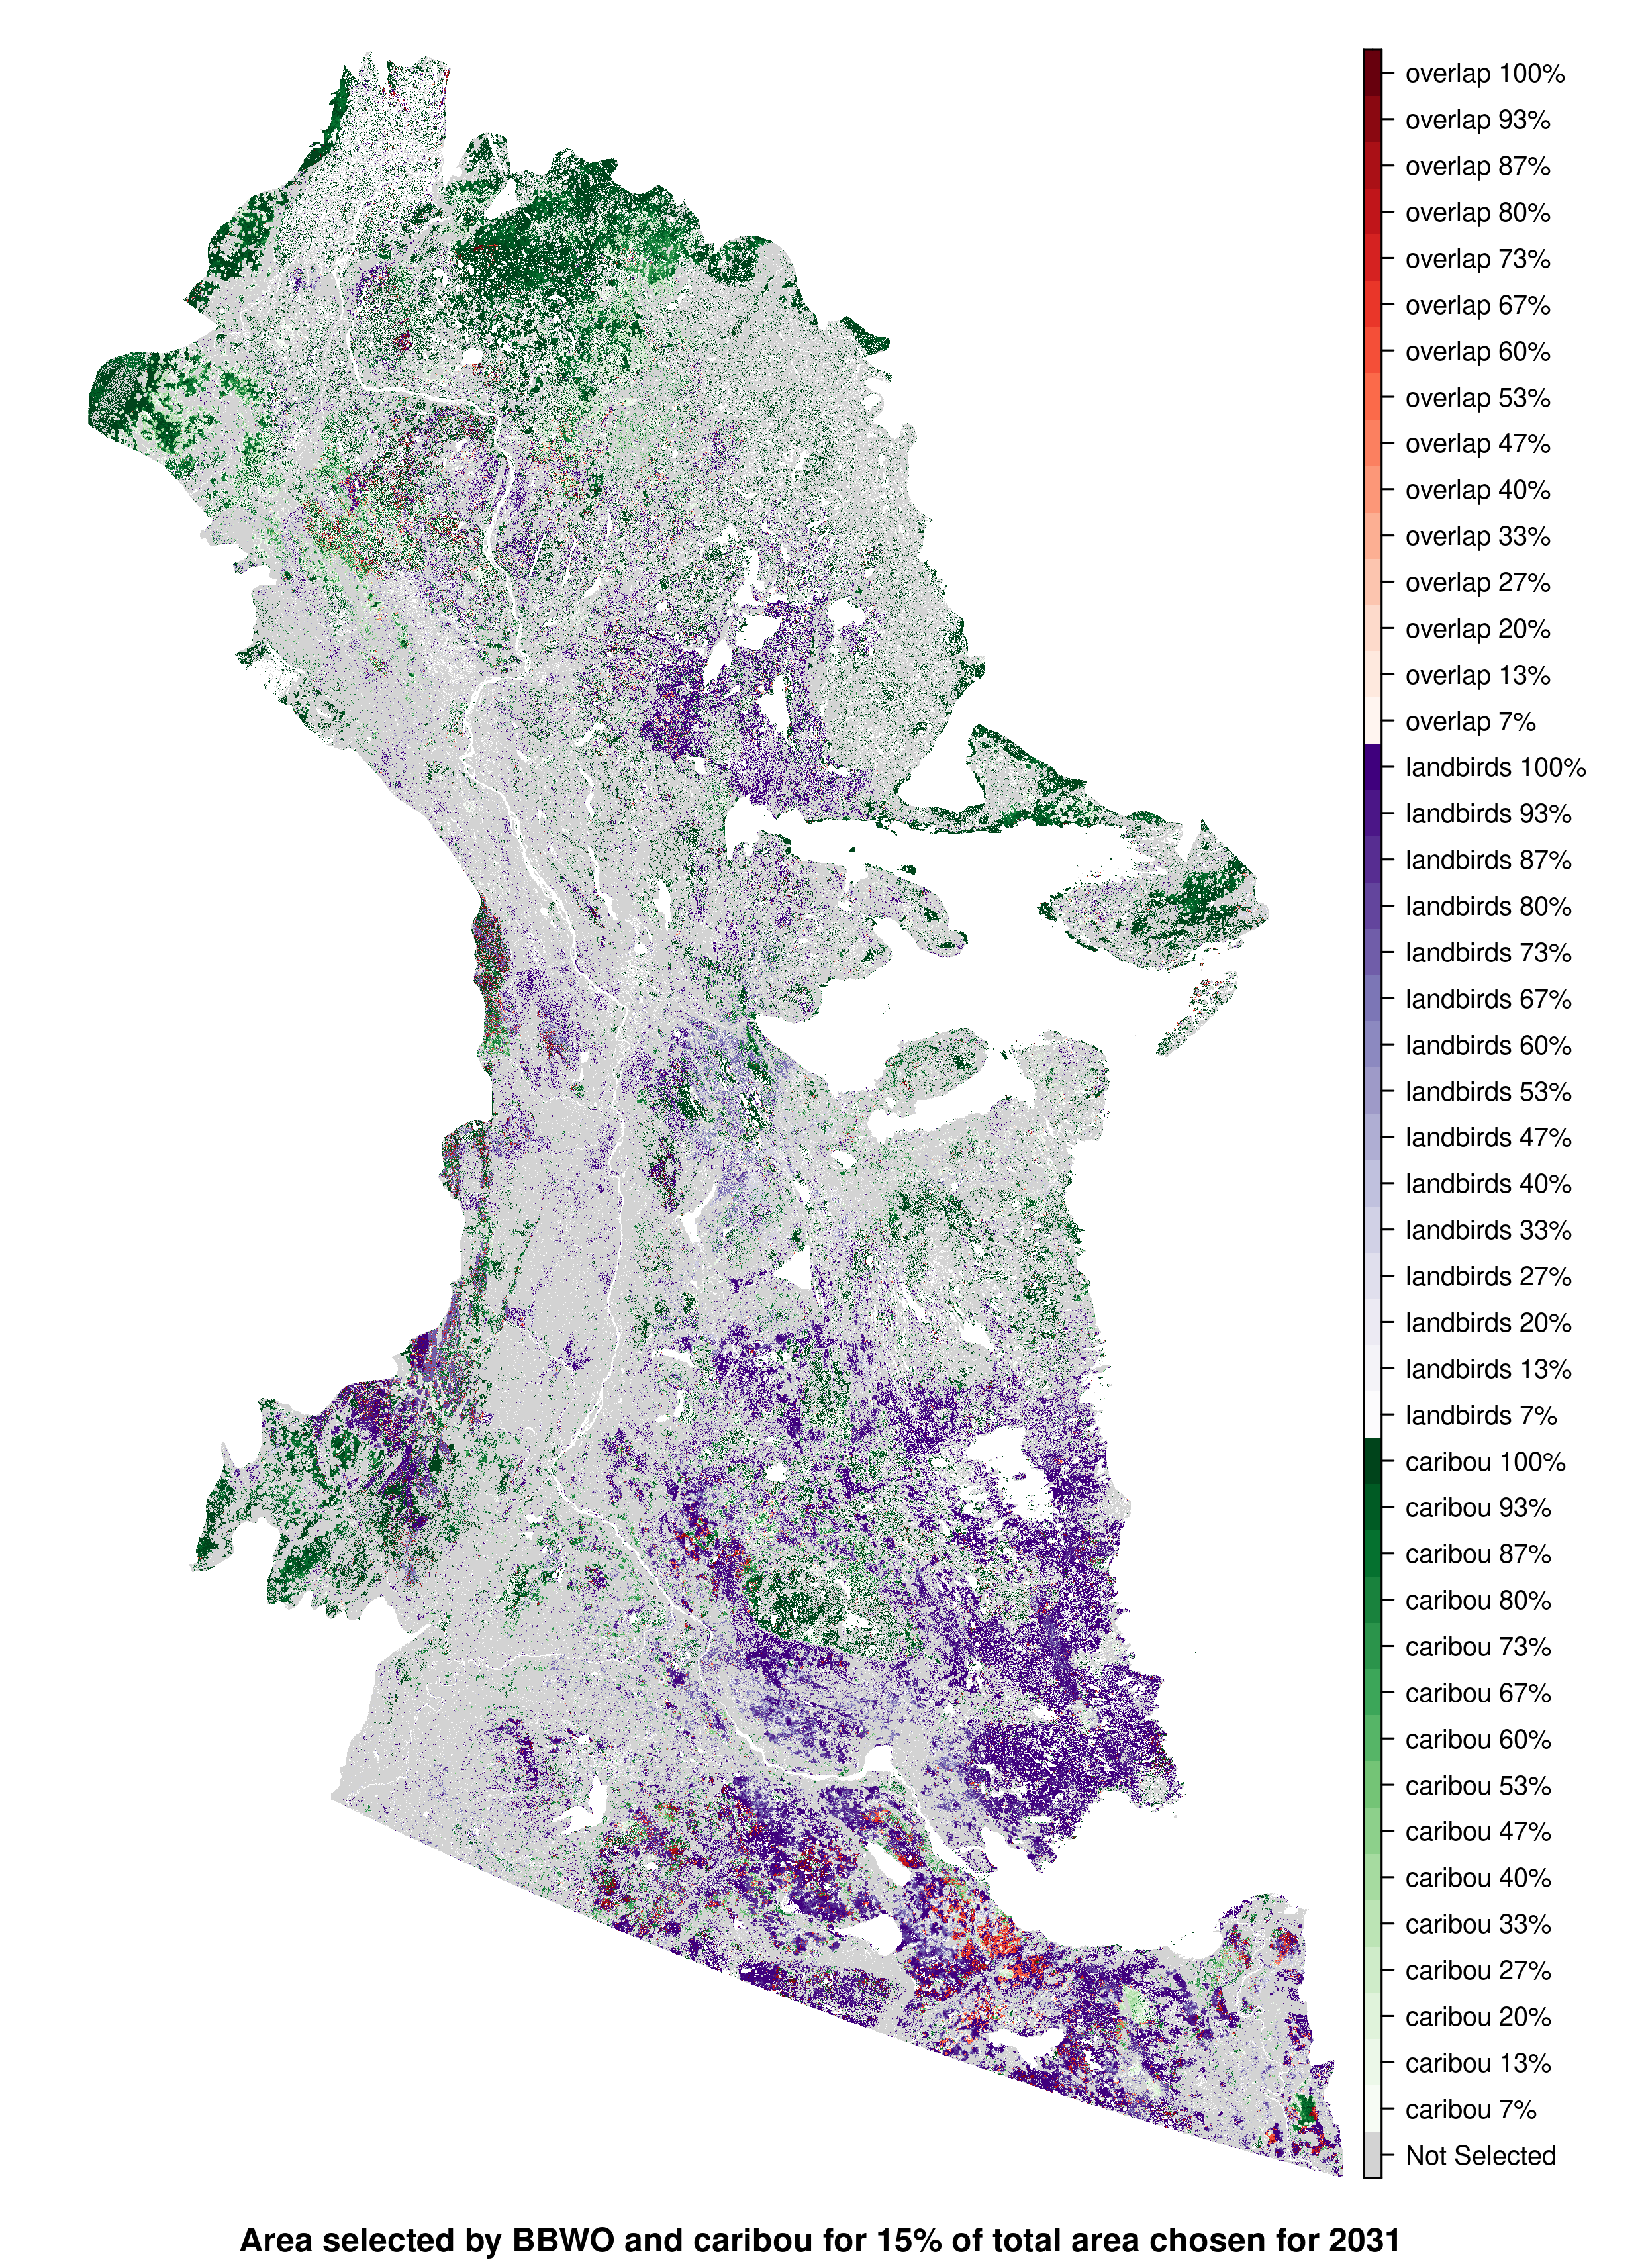 overlap 100%
overlap 93%
overlap 87%
overlap 80%
overlap 73%
overlap 67%
overlap 60%
overlap 53%
overlap 47%
overlap 40%
overlap 33%
overlap 27%
overlap 20%
overlap 13%
overlap 7%
landbirds 100%
landbirds 93%
landbirds 87%
landbirds 80%
landbirds 73%
landbirds 67%
landbirds 60%
landbirds 53%
landbirds 47%
landbirds 40%
landbirds 33%
landbirds 27%
landbirds 20%
landbirds 13%
landbirds 7%
caribou 100%
caribou 93%
caribou 87%
caribou 80%
caribou 73%
caribou 67%
caribou 60%
caribou 53%
caribou 47%
caribou 40%
caribou 33%
caribou 27%
caribou 20%
caribou 13%
caribou 7%
Not Selected
Area selected by BBWO and caribou for 15% of total area chosen for 2031